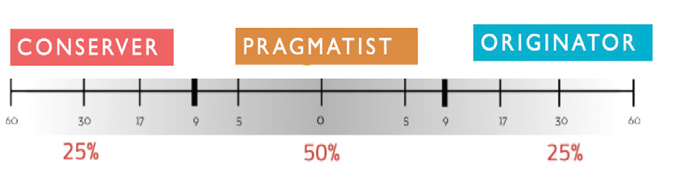 CONSERVER PRAGMATIST ORIGINATOR
60 30 17 9 5 0 5 9 17 30 60
25% 50% 25%